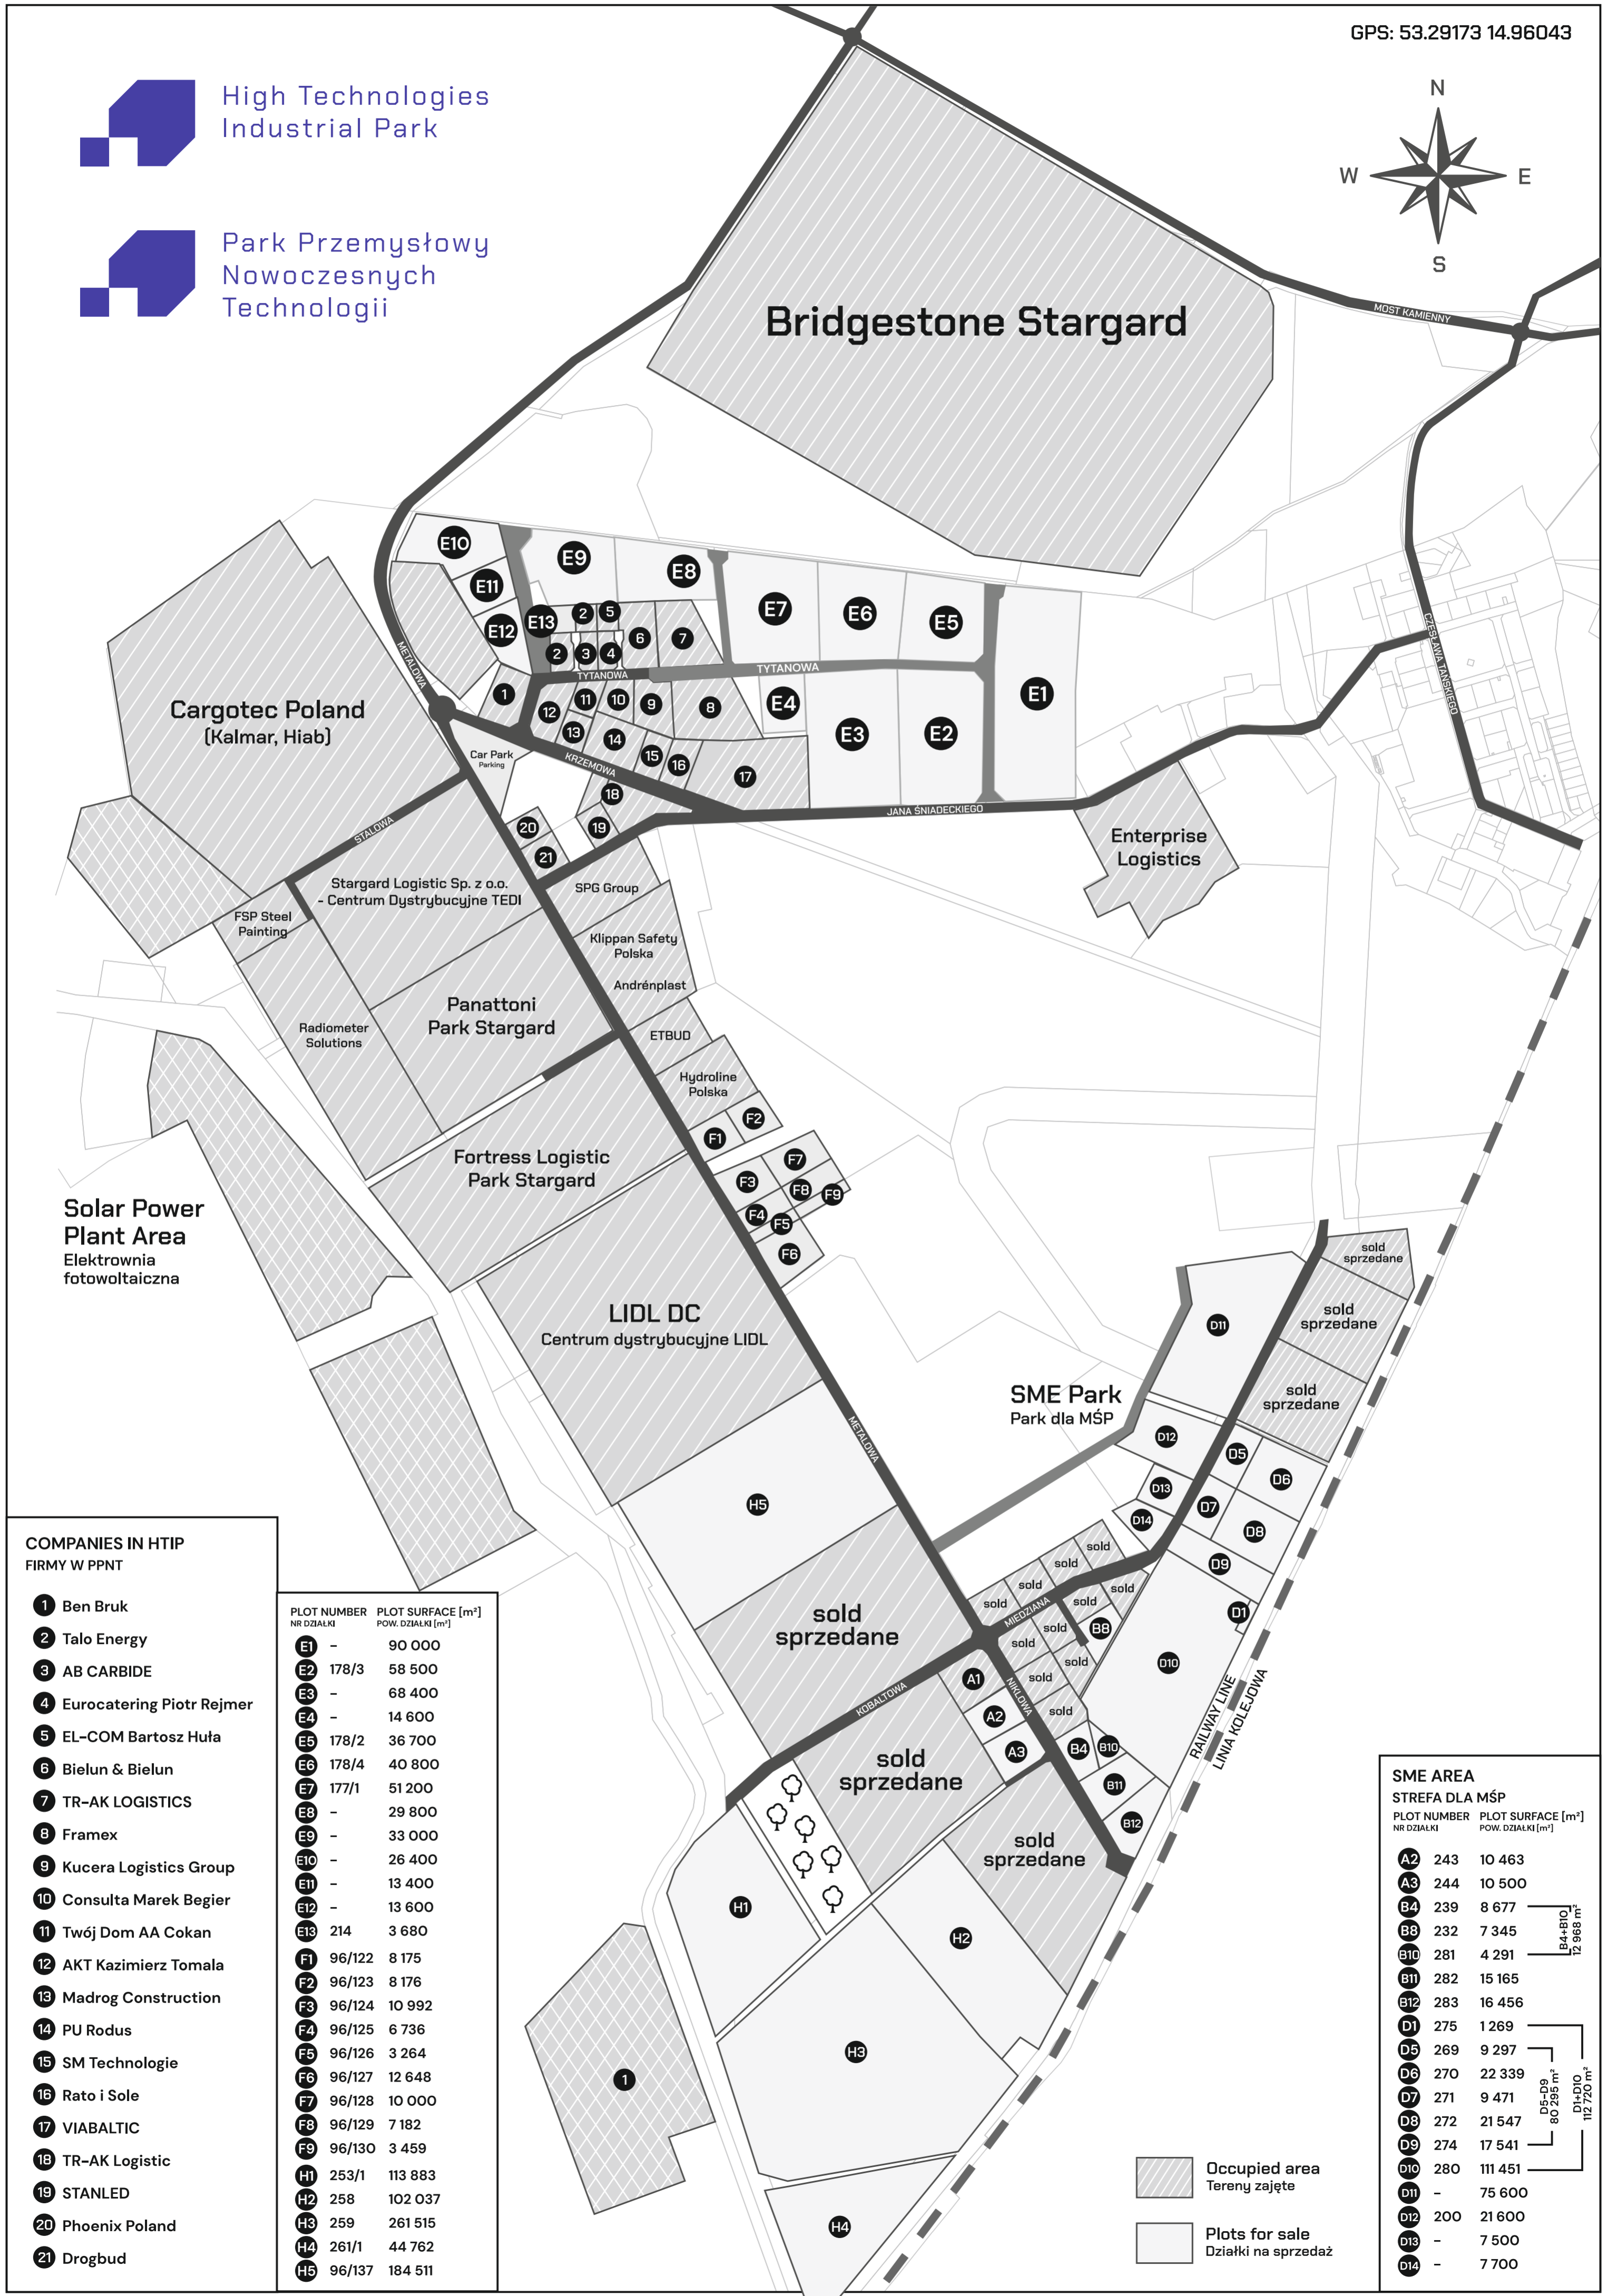 GPS: 53.29173 14.96043
High Technologies
Industrial Park
Park Przemysłowy
Nowoczesnych
Technologii
N
W
E
S
Bridgestone Stargard
MOST KAMIENNY
CZESŁAWA TAŃSKIEGO
E10
E11
E12
E9
E8
E13
2
5
2
3
4
6
7
E7
E6
E5
TYTANOWA
TYTANOWA
METALOWA
1
12
11
10
9
8
13
14
15
16
17
E4
E3
E2
E1
Cargotec Poland
(Kalmar, Hiab)
Car Park
Parking
KRZEMOWA
18
19
20
21
JANA ŚNIADECKIEGO
STALOWA
Enterprise
Logistics
Stargard Logistic Sp. z o.o.
- Centrum Dystrybucyjne TEDI
SPG Group
FSP Steel
Painting
Klippan Safety
Polska
Andrénplast
Panattoni
Park Stargard
Radiometer
Solutions
ETBUD
Hydroline
Polska
F1
F2
Fortress Logistic
Park Stargard
F3
F7
F8
F9
F4
F5
F6
Solar Power
Plant Area
Elektrownia
fotowoltaiczna
LIDL DC
Centrum dystrybucyjne LIDL
METALOWA
sold
sprzedane
sold
sprzedane
sold
sprzedane
D11
SME Park
Park dla MŚP
D12
D5
D6
D13
D7
D14
D8
D9
H5
sold
sold
sold
sold
sold
sold
sold
sold
sold
sold
sold
MIEDZIANA
B8
D1
D10
sold
sprzedane
A1
A2
A3
NIKLOWA
KOBALTOWA
B4
B10
B11
B12
RAILWAY LINE
LINIA KOLEJOWA
sold
sprzedane
sold
sprzedane
H1
H2
H3
H4
1
COMPANIES IN HTIP
FIRMY W PPNT
1 Ben Bruk
2 Talo Energy
3 AB CARBIDE
4 Eurocatering Piotr Rejmer
5 EL-COM Bartosz Huła
6 Bielun & Bielun
7 TR-AK LOGISTICS
8 Framex
9 Kucera Logistics Group
10 Consulta Marek Begier
11 Twój Dom AA Cokan
12 AKT Kazimierz Tomala
13 Madrog Construction
14 PU Rodus
15 SM Technologie
16 Rato i Sole
17 VIABALTIC
18 TR-AK Logistic
19 STANLED
20 Phoenix Poland
21 Drogbud
PLOT NUMBER PLOT SURFACE [m²]
NR DZIAŁKI POW. DZIAŁKI [m²]
E1 - 90 000
E2 178/3 58 500
E3 - 68 400
E4 - 14 600
E5 178/2 36 700
E6 178/4 40 800
E7 177/1 51 200
E8 - 29 800
E9 - 33 000
E10 - 26 400
E11 - 13 400
E12 - 13 600
E13 214 3 680
F1 96/122 8 175
F2 96/123 8 176
F3 96/124 10 992
F4 96/125 6 736
F5 96/126 3 264
F6 96/127 12 648
F7 96/128 10 000
F8 96/129 7 182
F9 96/130 3 459
H1 253/1 113 883
H2 258 102 037
H3 259 261 515
H4 261/1 44 762
H5 96/137 184 511
Occupied area
Tereny zajęte
Plots for sale
Działki na sprzedaż
SME AREA
STREFA DLA MŚP
PLOT NUMBER PLOT SURFACE [m²]
NR DZIAŁKI POW. DZIAŁKI [m²]
A2 243 10 463
A3 244 10 500
B4 239 8 677
B8 232 7 345
B10 281 4 291
B11 282 15 165
B12 283 16 456
D1 275 1 269
D5 269 9 297
D6 270 22 339
D7 271 9 471
D8 272 21 547
D9 274 17 541
D10 280 111 451
D11 - 75 600
D12 200 21 600
D13 - 7 500
D14 - 7 700
B4+B10
12 968 m²
D5-D9
80 295 m²
D1+D10
112 720 m²